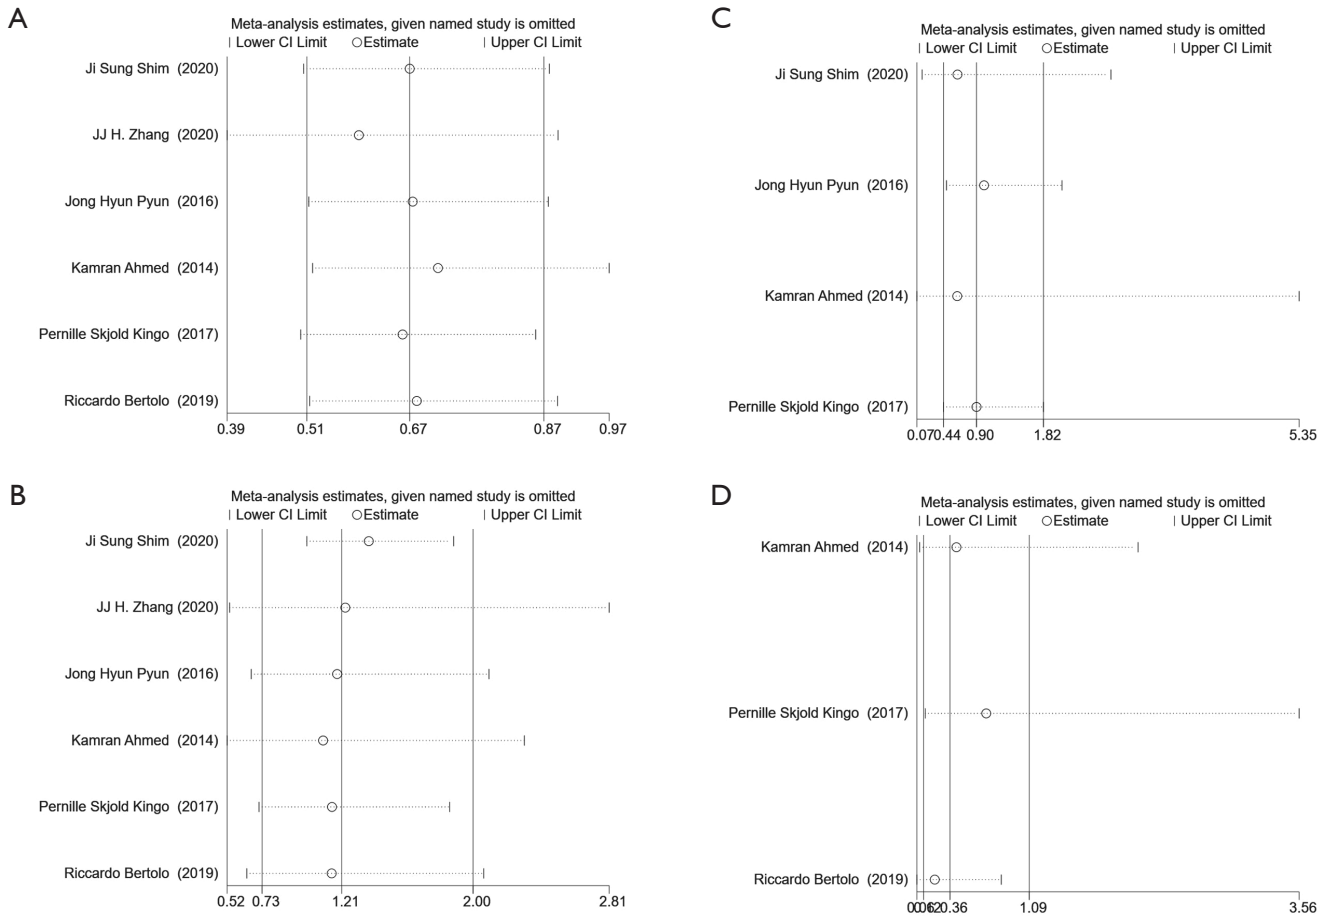 A
Meta-analysis estimates, given named study is omitted
| Lower CI Limit ○Estimate | Upper CI Limit
Ji Sung Shim (2020)
JJ H. Zhang (2020)
Jong Hyun Pyun (2016)
Kamran Ahmed (2014)
Pernille Skjold Kingo (2017)
Riccardo Bertolo (2019)
0.39 0.51 0.67 0.87 0.97
B
Meta-analysis estimates, given named study is omitted
| Lower CI Limit ○Estimate | Upper CI Limit
Ji Sung Shim (2020)
JJ H. Zhang (2020)
Jong Hyun Pyun (2016)
Kamran Ahmed (2014)
Pernille Skjold Kingo (2017)
Riccardo Bertolo (2019)
0.52 0.73 1.21 2.00 2.81
C
Meta-analysis estimates, given named study is omitted
| Lower CI Limit ○Estimate | Upper CI Limit
Ji Sung Shim (2020)
Jong Hyun Pyun (2016)
Kamran Ahmed (2014)
Pernille Skjold Kingo (2017)
0.07 0.44 0.90 1.82 5.35
D
Meta-analysis estimates, given named study is omitted
| Lower CI Limit ○Estimate | Upper CI Limit
Kamran Ahmed (2014)
Pernille Skjold Kingo (2017)
Riccardo Bertolo (2019)
0.36 1.09 3.56